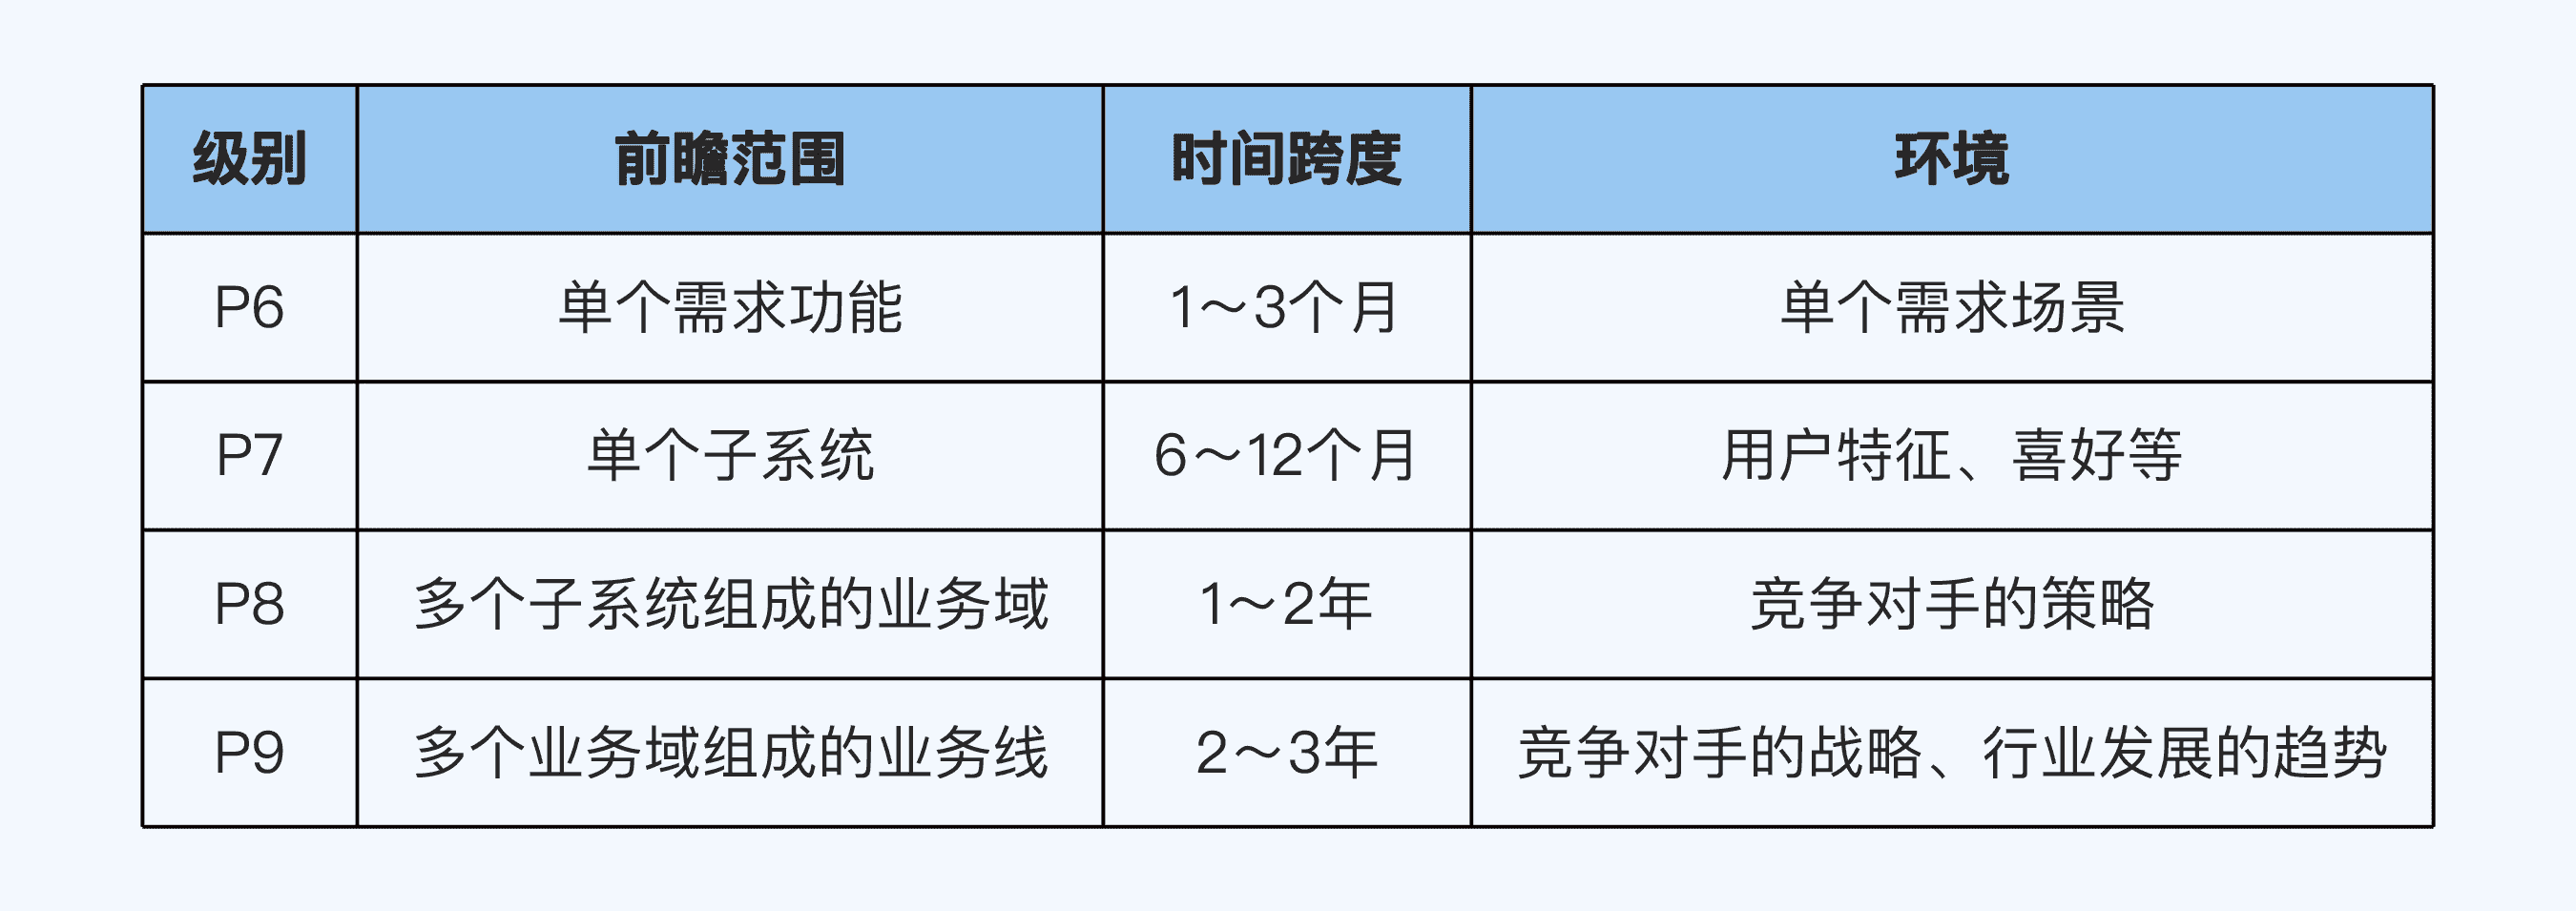 级别 前瞻范围 时间跨度 环境
P6 单个需求功能 1～3个月 单个需求场景
P7 单个子系统 6～12个月 用户特征、喜好等
P8 多个子系统组成的业务域 1～2年 竞争对手的策略
P9 多个业务域组成的业务线 2～3年 竞争对手的战略、行业发展的趋势